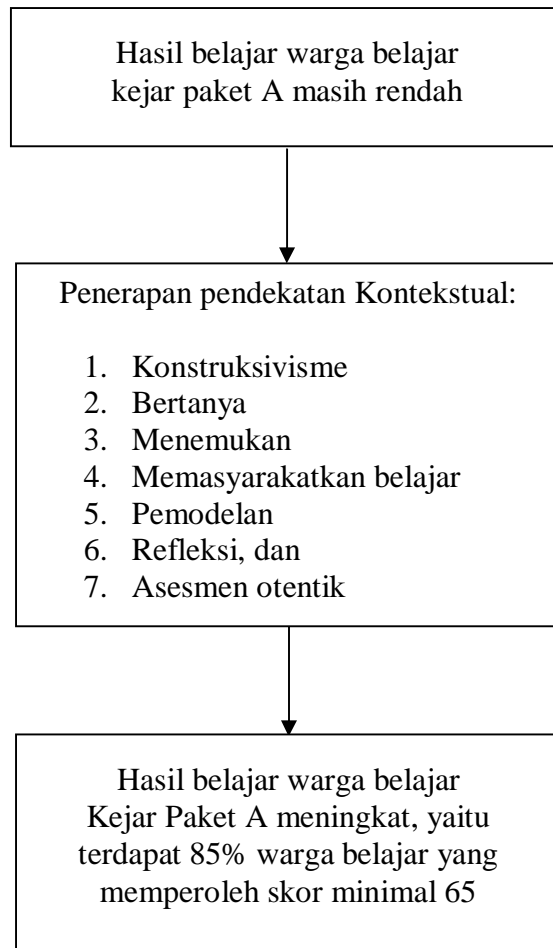 Hasil belajar warga belajar
kejar paket A masih rendah
Penerapan pendekatan Kontekstual:
1. Konstruksivisme
2. Bertanya
3. Menemukan
4. Memasyarakatkan belajar
5. Pemodelan
6. Refleksi, dan
7. Asesmen otentik
Hasil belajar warga belajar
Kejar Paket A meningkat, yaitu
terdapat 85% warga belajar yang
memperoleh skor minimal 65